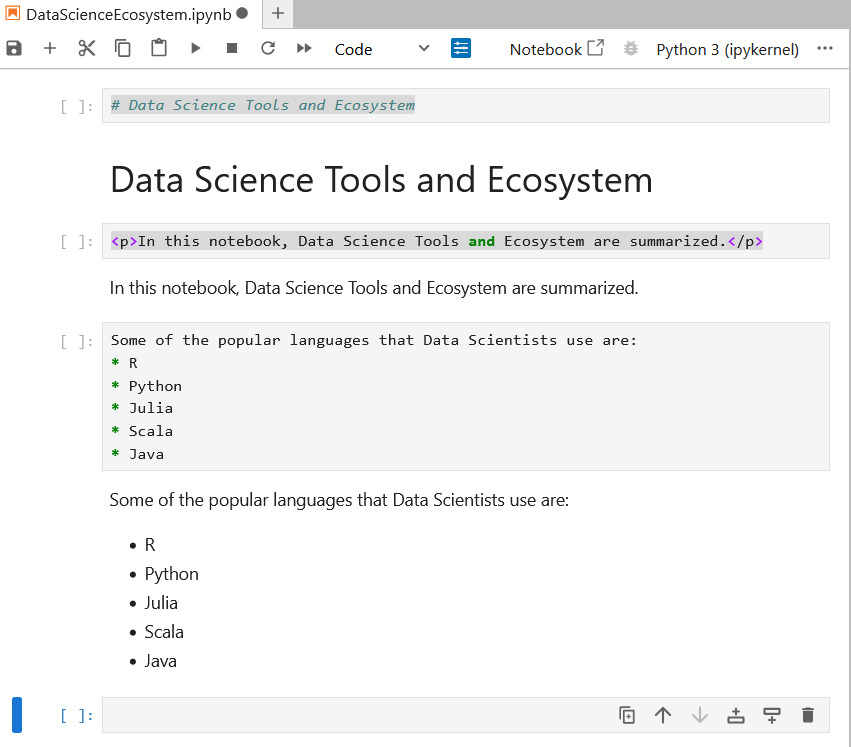 DataScienceEcosystem.ipynb
Code Notebook Python 3 (ipykernel)
[ ]: # Data Science Tools and Ecosystem
Data Science Tools and Ecosystem
[ ]: <p>In this notebook, Data Science Tools and Ecosystem are summarized.</p>
In this notebook, Data Science Tools and Ecosystem are summarized.
[ ]: Some of the popular languages that Data Scientists use are:
* R
* Python
* Julia
* Scala
* Java
Some of the popular languages that Data Scientists use are:
• R
• Python
• Julia
• Scala
• Java
[ ]: